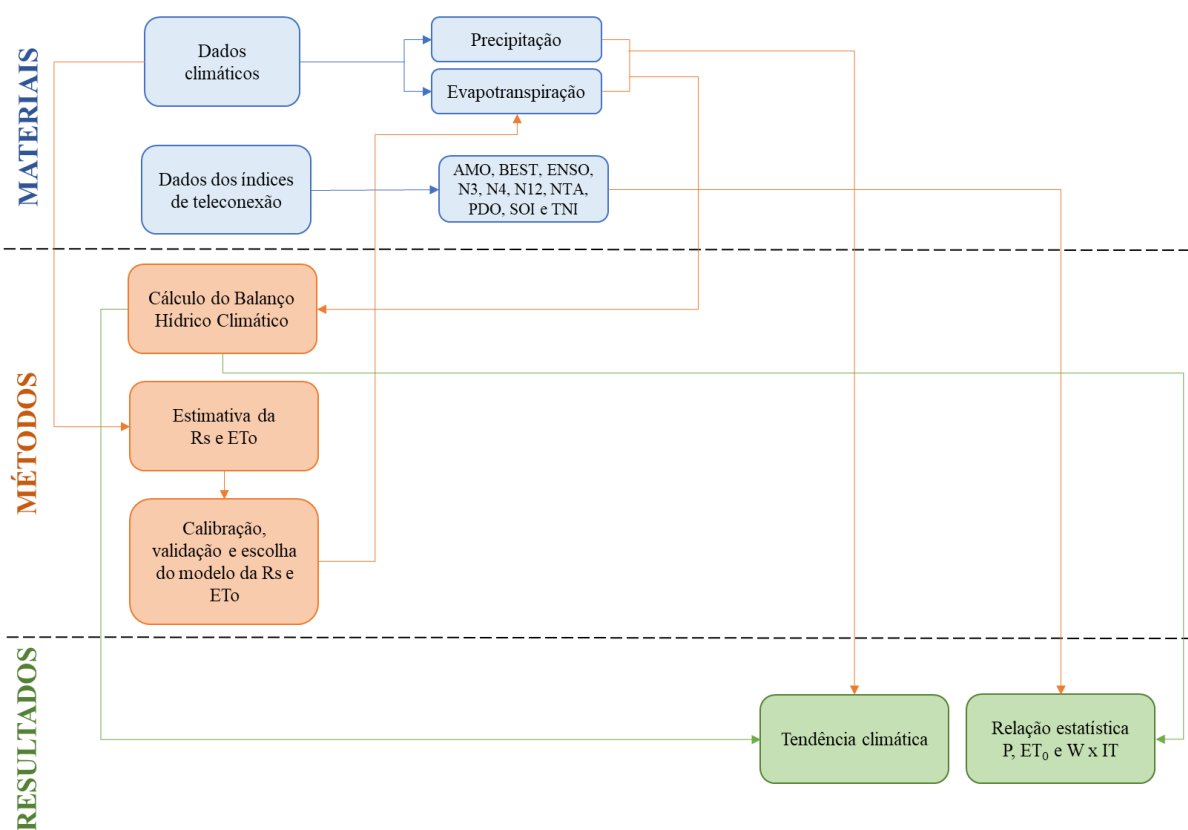 MATERIAIS
Dados
climáticos
Precipitação
Evapotranspiração
Dados dos índices
de teleconexão
AMO, BEST, ENSO,
N3, N4, N12, NTA,
PDO, SOI e TNI
MÉTODOS
Cálculo do Balanço
Hídrico Climático
Estimativa da
Rs e ETo
Calibração,
validação e escolha
do modelo da Rs e
ETo
RESULTADOS
Tendência climática
Relação estatística
P, ET₀ e W x IT